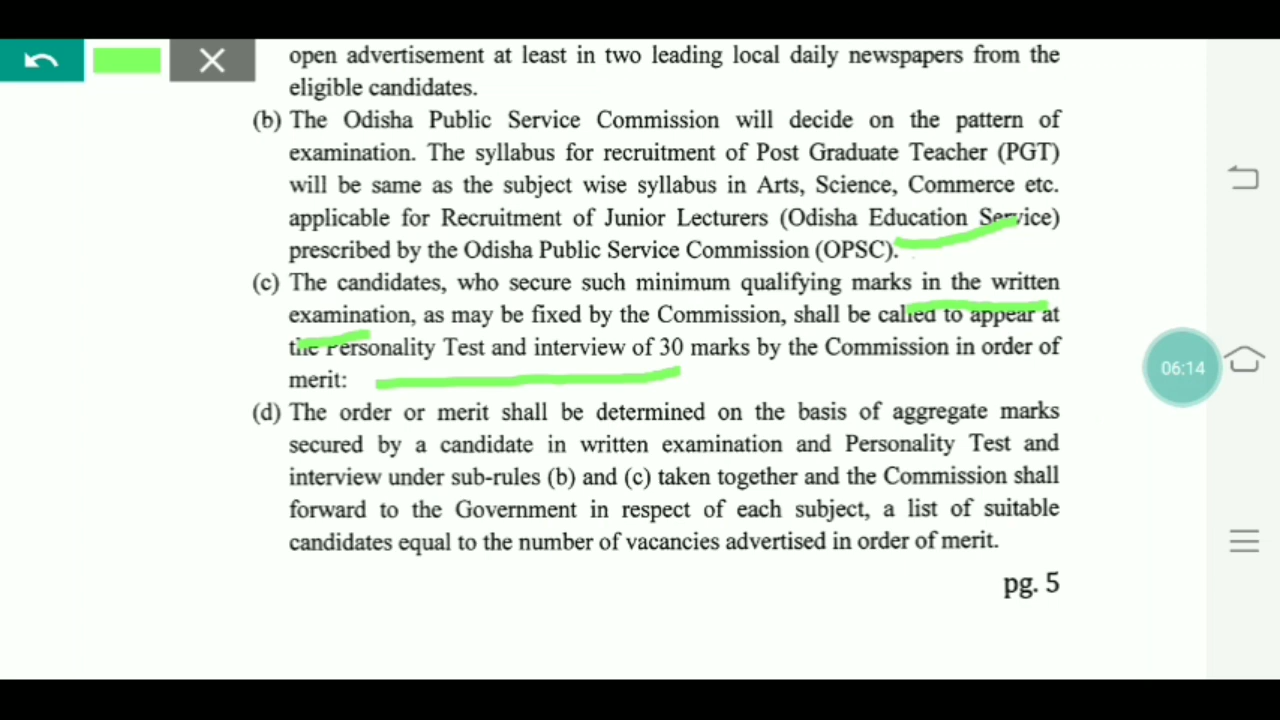 open advertisement at least in two leading local daily newspapers from the
eligible candidates.
(b) The Odisha Public Service Commission will decide on the pattern of
examination. The syllabus for recruitment of Post Graduate Teacher (PGT)
will be same as the subject wise syllabus in Arts, Science, Commerce etc.
applicable for Recruitment of Junior Lecturers (Odisha Education Service)
prescribed by the Odisha Public Service Commission (OPSC).
(c) The candidates, who secure such minimum qualifying marks in the written
examination, as may be fixed by the Commission, shall be called to appear at
the Personality Test and interview of 30 marks by the Commission in order of
merit:
06:14
(d) The order or merit shall be determined on the basis of aggregate marks
secured by a candidate in written examination and Personality Test and
interview under sub-rules (b) and (c) taken together and the Commission shall
forward to the Government in respect of each subject, a list of suitable
candidates equal to the number of vacancies advertised in order of merit.
pg. 5